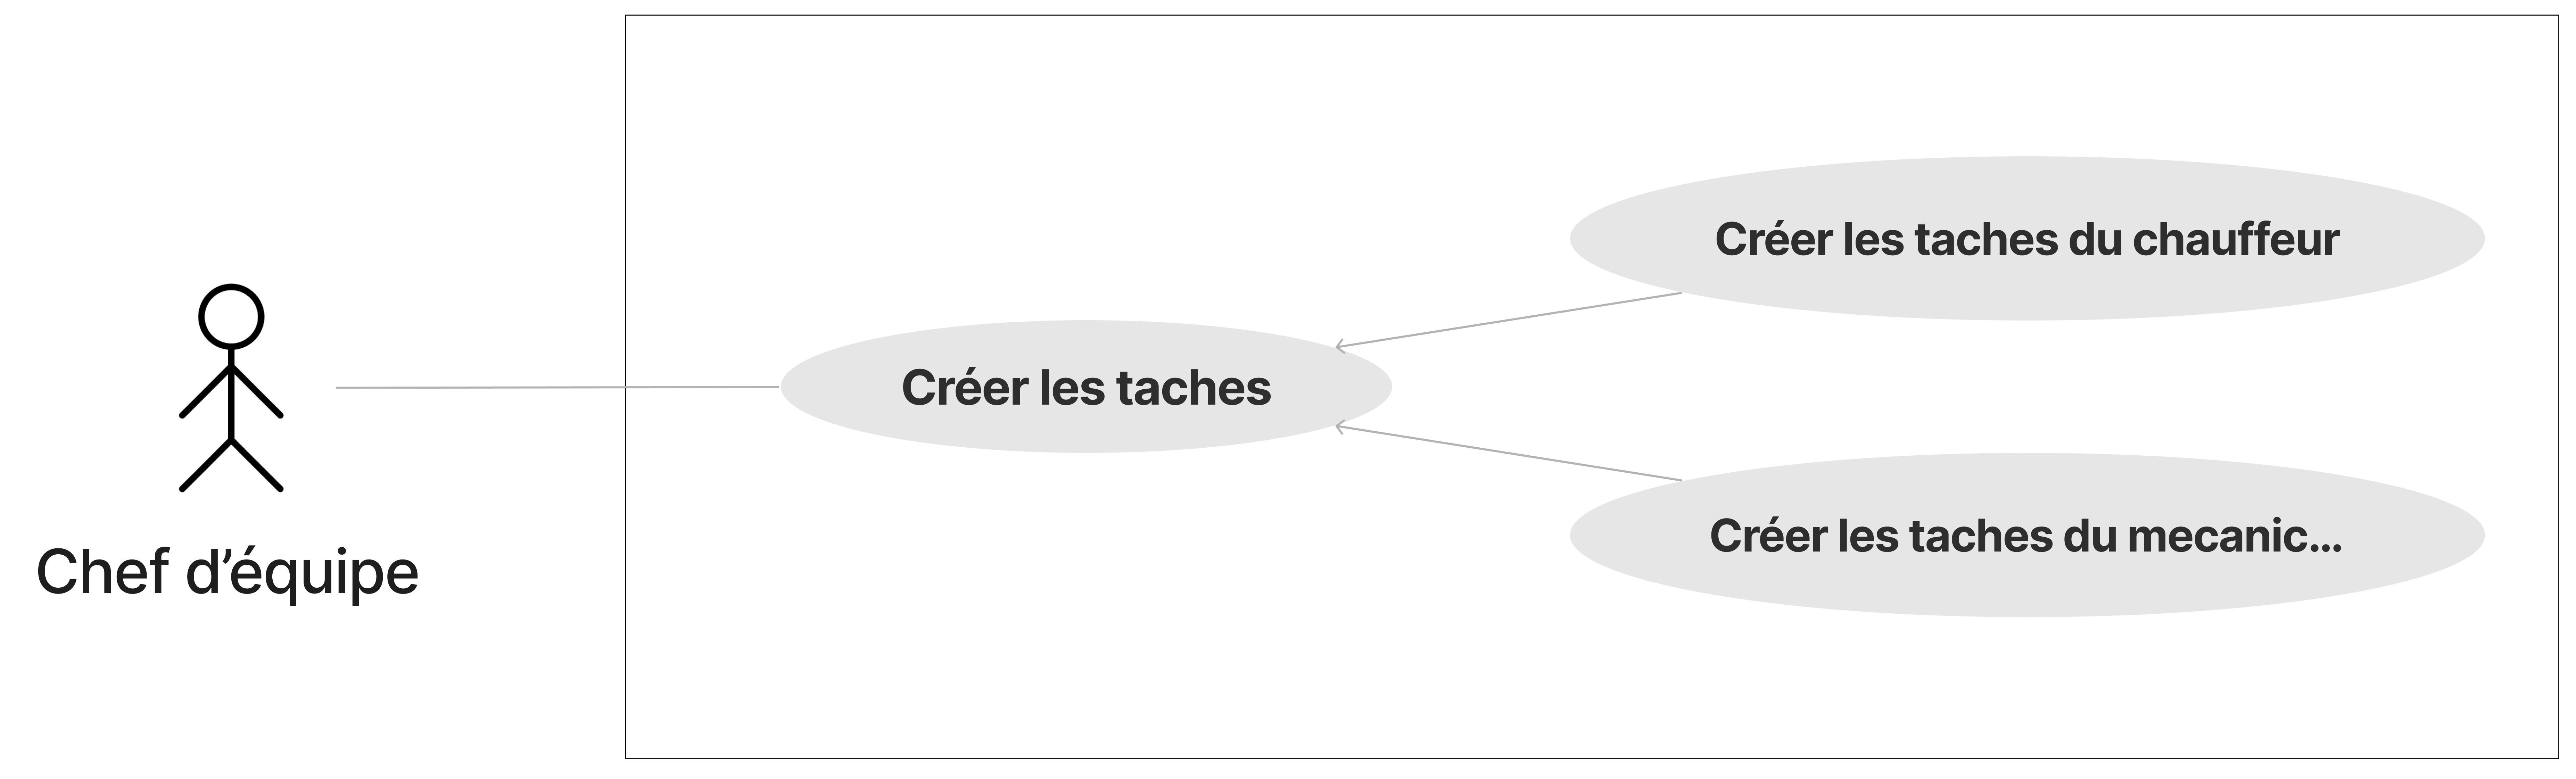 Créer les taches du chauffeur
Créer les taches
Créer les taches du mecanic...
Chef d’équipe